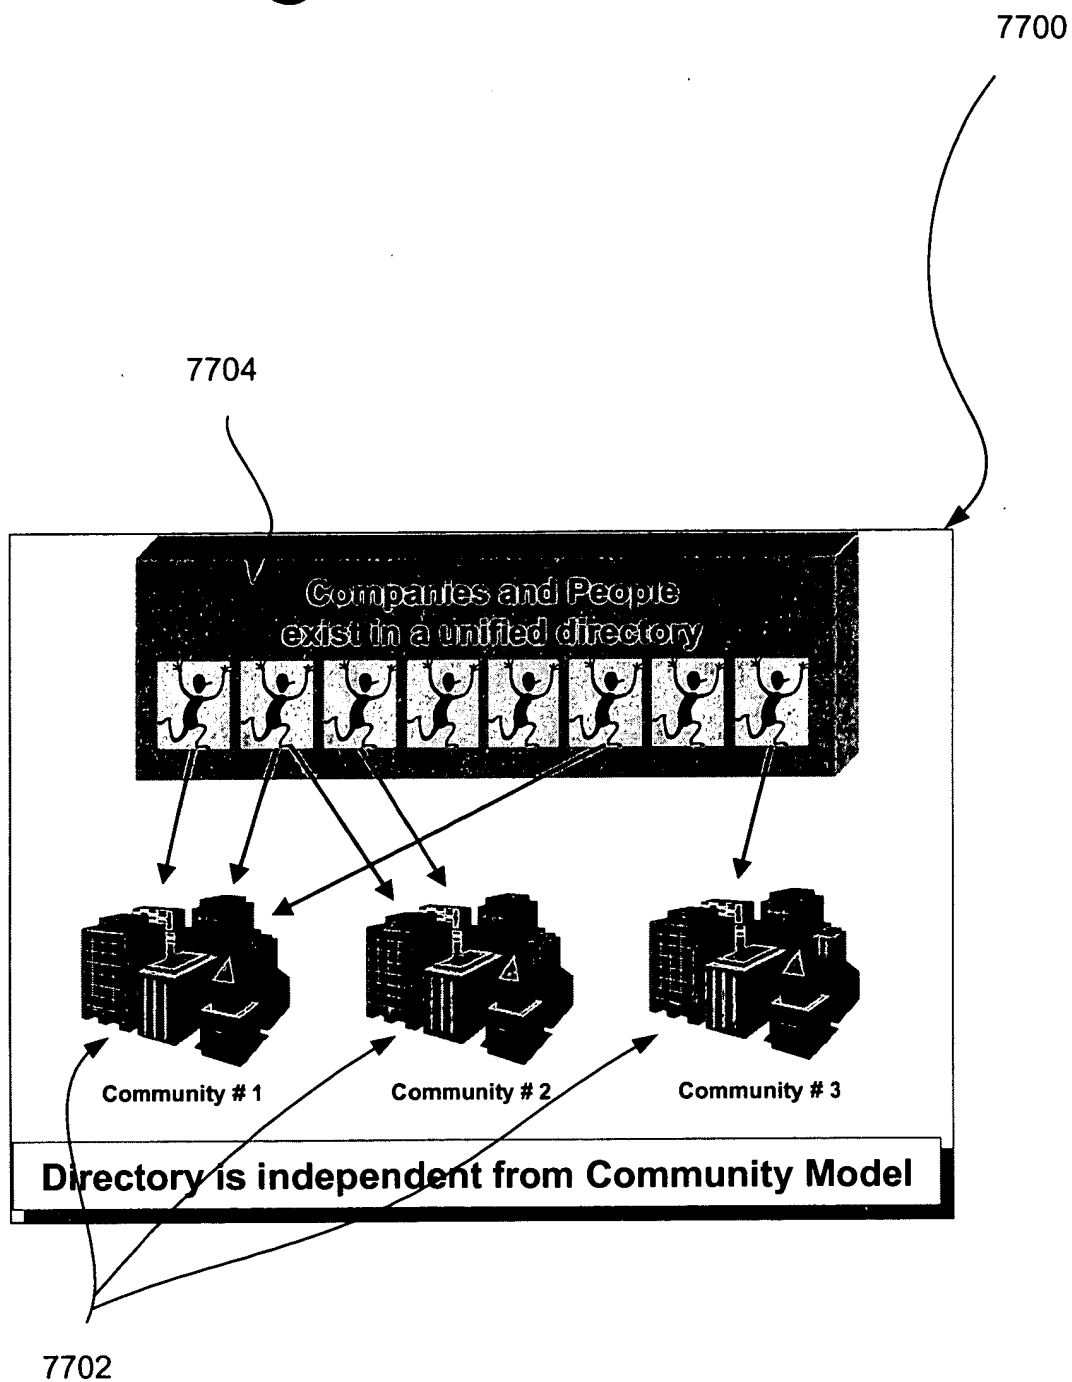 7700
7704
Companies and People
exist in a unified directory
Community # 1
Community # 2
Community # 3
Directory is independent from Community Model
7702